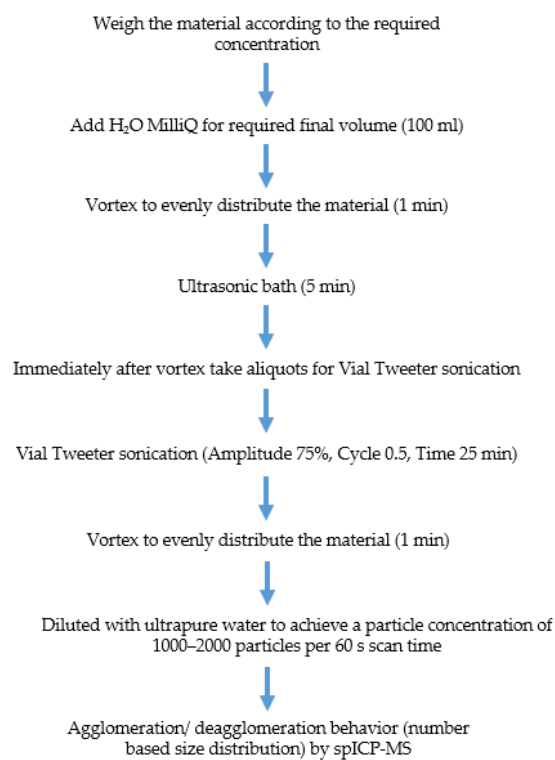 Weigh the material according to the required
concentration
Add H₂O MilliQ for required final volume (100 ml)
Vortex to evenly distribute the material (1 min)
Ultrasonic bath (5 min)
Immediately after vortex take aliquots for Vial Tweeter sonication
Vial Tweeter sonication (Amplitude 75%, Cycle 0.5, Time 25 min)
Vortex to evenly distribute the material (1 min)
Diluted with ultrapure water to achieve a particle concentration of
1000–2000 particles per 60 s scan time
Agglomeration/ deagglomeration behavior (number
based size distribution) by spICP-MS